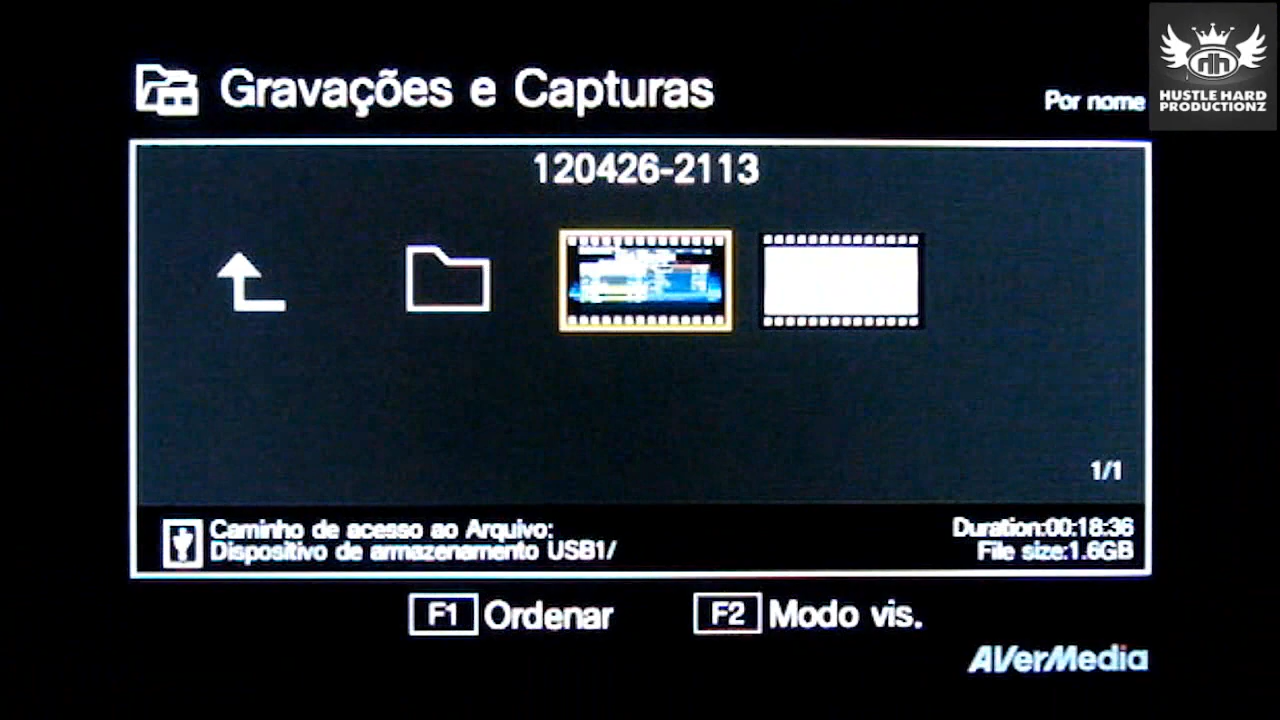 Gravações e Capturas
Por nome
HUSTLE HARD
PRODUCTIONZ
120426-2113
1/1
Caminho de acesso ao Arquivo:
Dispositivo de armazenamento USB1/
Duration:00:18:36
File size:1.6GB
F1 Ordenar
F2 Modo vis.
AVerMedia